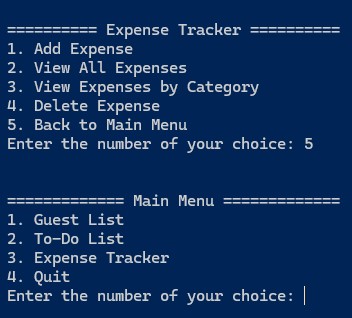 ========== Expense Tracker ==========
1. Add Expense
2. View All Expenses
3. View Expenses by Category
4. Delete Expense
5. Back to Main Menu
Enter the number of your choice: 5
============= Main Menu =============
1. Guest List
2. To-Do List
3. Expense Tracker
4. Quit
Enter the number of your choice: